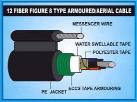 12 FIBER FIGURE 8 TYPE ARMOURED/AERIAL CABLE
MESSENGER WIRE
WATER SWELLABLE TAPE
POLYESTER TAPE
ECCS TAPE ARMOURING
PE JACKET